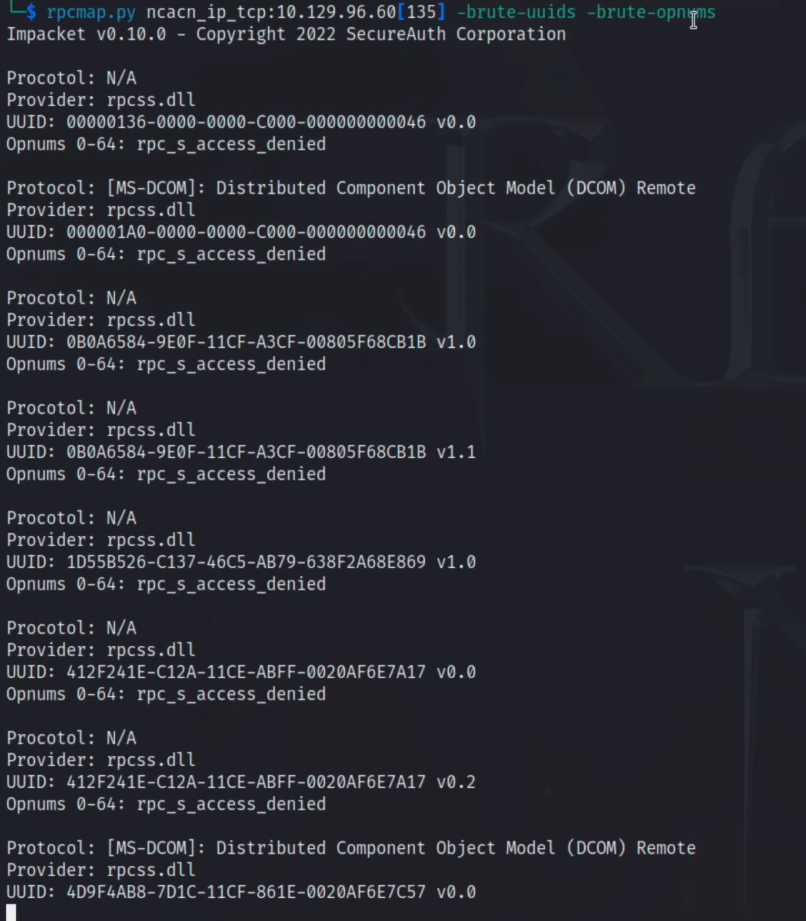 └─$ rpcmap.py ncacn_ip_tcp:10.129.96.60[135] -brute-uuids -brute-opnums
Impacket v0.10.0 - Copyright 2022 SecureAuth Corporation
Procotol: N/A
Provider: rpcss.dll
UUID: 00000136-0000-0000-C000-000000000046 v0.0
Opnums 0-64: rpc_s_access_denied
Protocol: [MS-DCOM]: Distributed Component Object Model (DCOM) Remote
Provider: rpcss.dll
UUID: 000001A0-0000-0000-C000-000000000046 v0.0
Opnums 0-64: rpc_s_access_denied
Procotol: N/A
Provider: rpcss.dll
UUID: 0B0A6584-9E0F-11CF-A3CF-00805F68CB1B v1.0
Opnums 0-64: rpc_s_access_denied
Procotol: N/A
Provider: rpcss.dll
UUID: 0B0A6584-9E0F-11CF-A3CF-00805F68CB1B v1.1
Opnums 0-64: rpc_s_access_denied
Procotol: N/A
Provider: rpcss.dll
UUID: 1D55B526-C137-46C5-AB79-638F2A68E869 v1.0
Opnums 0-64: rpc_s_access_denied
Procotol: N/A
Provider: rpcss.dll
UUID: 412F241E-C12A-11CE-ABFF-0020AF6E7A17 v0.0
Opnums 0-64: rpc_s_access_denied
Procotol: N/A
Provider: rpcss.dll
UUID: 412F241E-C12A-11CE-ABFF-0020AF6E7A17 v0.2
Opnums 0-64: rpc_s_access_denied
Protocol: [MS-DCOM]: Distributed Component Object Model (DCOM) Remote
Provider: rpcss.dll
UUID: 4D9F4AB8-7D1C-11CF-861E-0020AF6E7C57 v0.0